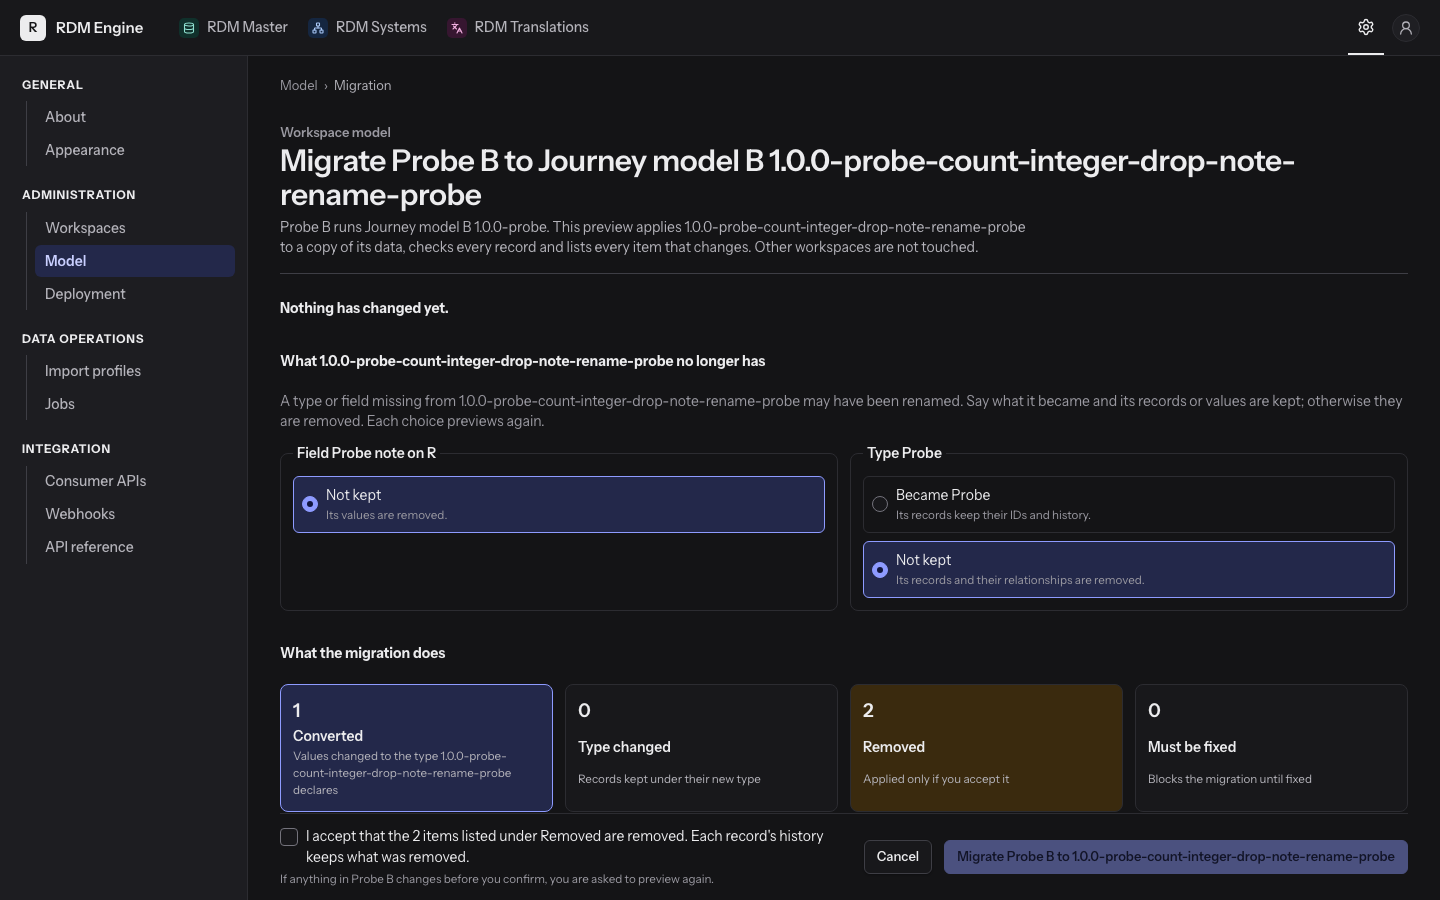 R RDM Engine RDM Master RDM Systems RDM Translations
GENERAL
About
Appearance
ADMINISTRATION
Workspaces
Model
Deployment
DATA OPERATIONS
Import profiles
Jobs
INTEGRATION
Consumer APIs
Webhooks
API reference
Model › Migration
Workspace model
Migrate Probe B to Journey model B 1.0.0-probe-count-integer-drop-note-
rename-probe
Probe B runs Journey model B 1.0.0-probe. This preview applies 1.0.0-probe-count-integer-drop-note-rename-probe
to a copy of its data, checks every record and lists every item that changes. Other workspaces are not touched.
Nothing has changed yet.
What 1.0.0-probe-count-integer-drop-note-rename-probe no longer has
A type or field missing from 1.0.0-probe-count-integer-drop-note-rename-probe may have been renamed. Say what it became and its records or values are kept; otherwise they
are removed. Each choice previews again.
Field Probe note on R
Not kept
Its values are removed.
Type Probe
Became Probe
Its records keep their IDs and history.
Not kept
Its records and their relationships are removed.
What the migration does
1
Converted
Values changed to the type 1.0.0-probe-
count-integer-drop-note-rename-probe
declares
0
Type changed
Records kept under their new type
2
Removed
Applied only if you accept it
0
Must be fixed
Blocks the migration until fixed
I accept that the 2 items listed under Removed are removed. Each record's history
keeps what was removed.
If anything in Probe B changes before you confirm, you are asked to preview again.
Cancel
Migrate Probe B to 1.0.0-probe-count-integer-drop-note-rename-probe